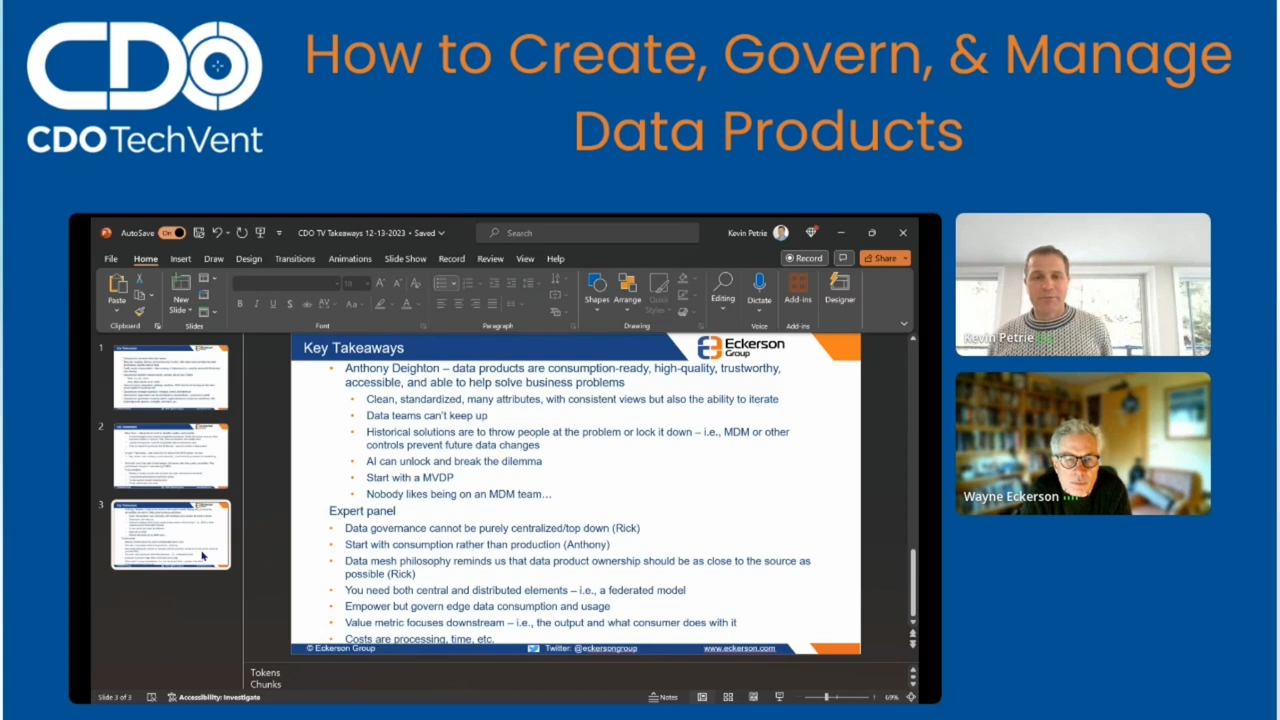 CDO
CDO TechVent
How to Create, Govern, & Manage
Data Products
AutoSave
On
CDO TV Takeaways 12-13-2023 • Saved
Search
Kevin Petrie
File
Home
Insert
Draw
Design
Transitions
Animations
Slide Show
Record
Review
View
Help
Record
Share
Paste
New
Slide
Shapes
Arrange
Quick
Styles
Editing
Dictate
Add-ins
Designer
Clipboard
Slides
Font
Paragraph
Drawing
Voice
Add-ins
1
2
3
Key Takeaways
Eckerson
Group
• Anthony Deighton – data products are consumption-ready, high-quality, trustworthy,
accessible, and able to help solve business problems
• Clean, standardized, many attributes, with consistent views but also the ability to iterate
• Data teams can't keep up
• Historical solutions are to throw people at the problem or lock it down – i.e., MDM or other
controls prevent future data changes
• AI can unlock and break the dilemma
• Start with a MVDP
• Nobody likes being on an MDM team…
Expert panel
• Data governance cannot be purely centralized/top down (Rick)
• Start with consumption rather than production (Anthony)
• Data mesh philosophy reminds us that data product ownership should be as close to the source as
possible (Rick)
• You need both central and distributed elements – i.e., a federated model
• Empower but govern edge data consumption and usage
• Value metric focuses downstream – i.e., the output and what consumer does with it
• Costs are processing, time, etc.
© Eckerson Group
Twitter: @eckersongroup
www.eckerson.com
Tokens
Chunks
Slide 3 of 3
Accessibility: Investigate
Notes
69%
Kevin Petrie
Wayne Eckerson